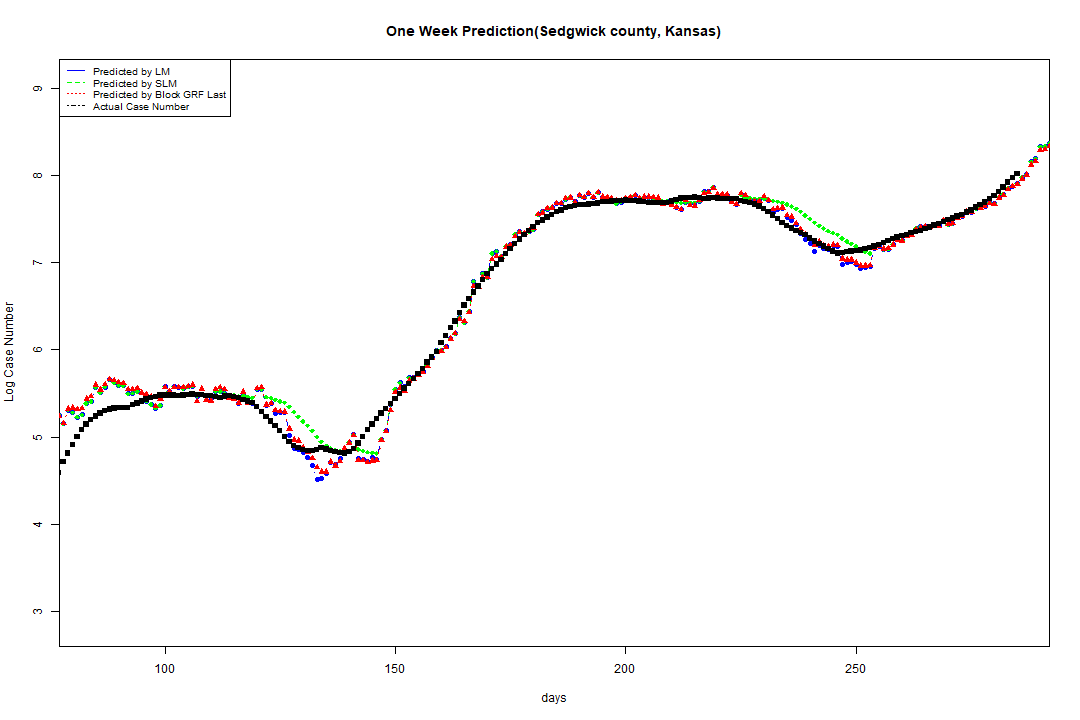 One Week Prediction(Sedgwick county, Kansas)
Predicted by LM
Predicted by SLM
Predicted by Block GRF Last
Actual Case Number
9
8
7
6
5
4
3
Log Case Number
100 150 200 250
days